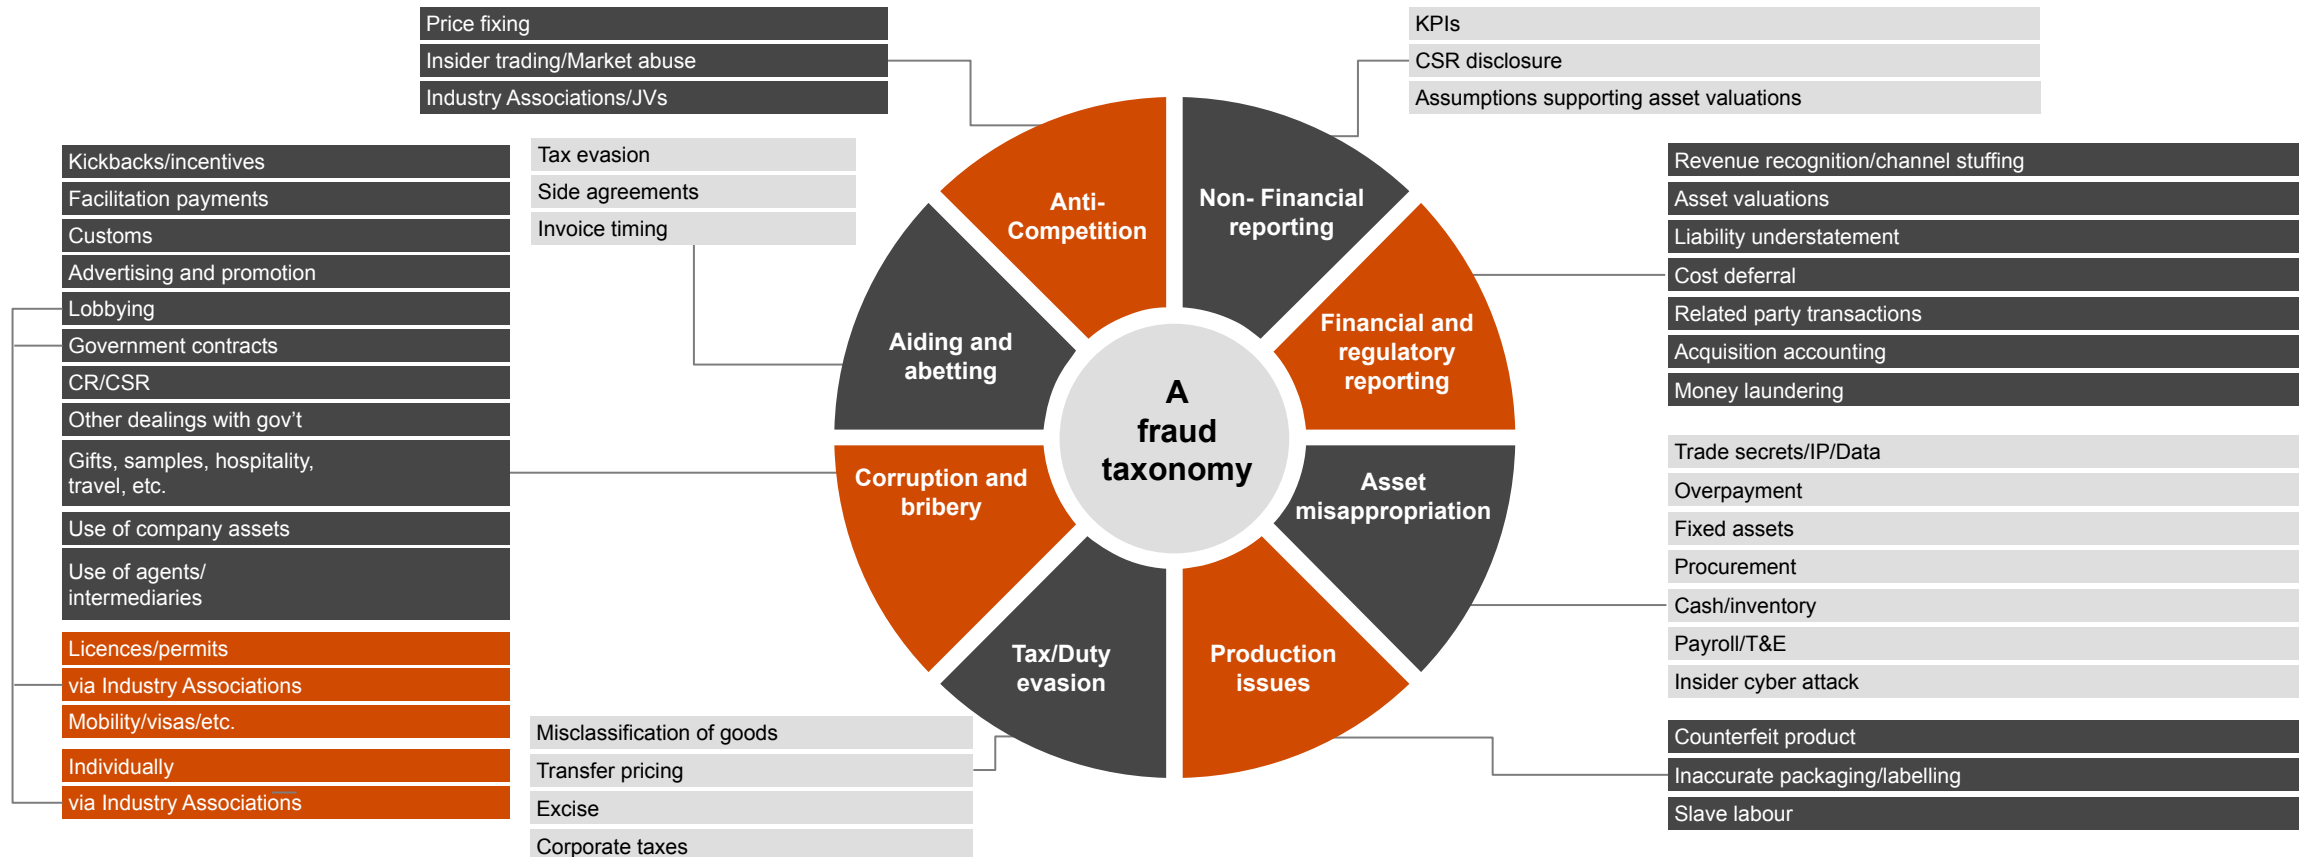 Price fixing
Insider trading/Market abuse
Industry Associations/JVs
KPIs
CSR disclosure
Assumptions supporting asset valuations
Kickbacks/incentives
Facilitation payments
Customs
Advertising and promotion
Lobbying
Government contracts
CR/CSR
Other dealings with gov’t
Gifts, samples, hospitality,
travel, etc.
Use of company assets
Use of agents/
intermediaries
Licences/permits
via Industry Associations
Mobility/visas/etc.
Individually
via Industry Associations
Tax evasion
Side agreements
Invoice timing
Anti-
Competition
Non- Financial
reporting
Aiding and
abetting
Financial and
regulatory
reporting
A
fraud
taxonomy
Corruption and
bribery
Asset
misappropriation
Tax/Duty
evasion
Production
issues
Revenue recognition/channel stuffing
Asset valuations
Liability understatement
Cost deferral
Related party transactions
Acquisition accounting
Money laundering
Trade secrets/IP/Data
Overpayment
Fixed assets
Procurement
Cash/inventory
Payroll/T&E
Insider cyber attack
Misclassification of goods
Transfer pricing
Excise
Corporate taxes
Counterfeit product
Inaccurate packaging/labelling
Slave labour